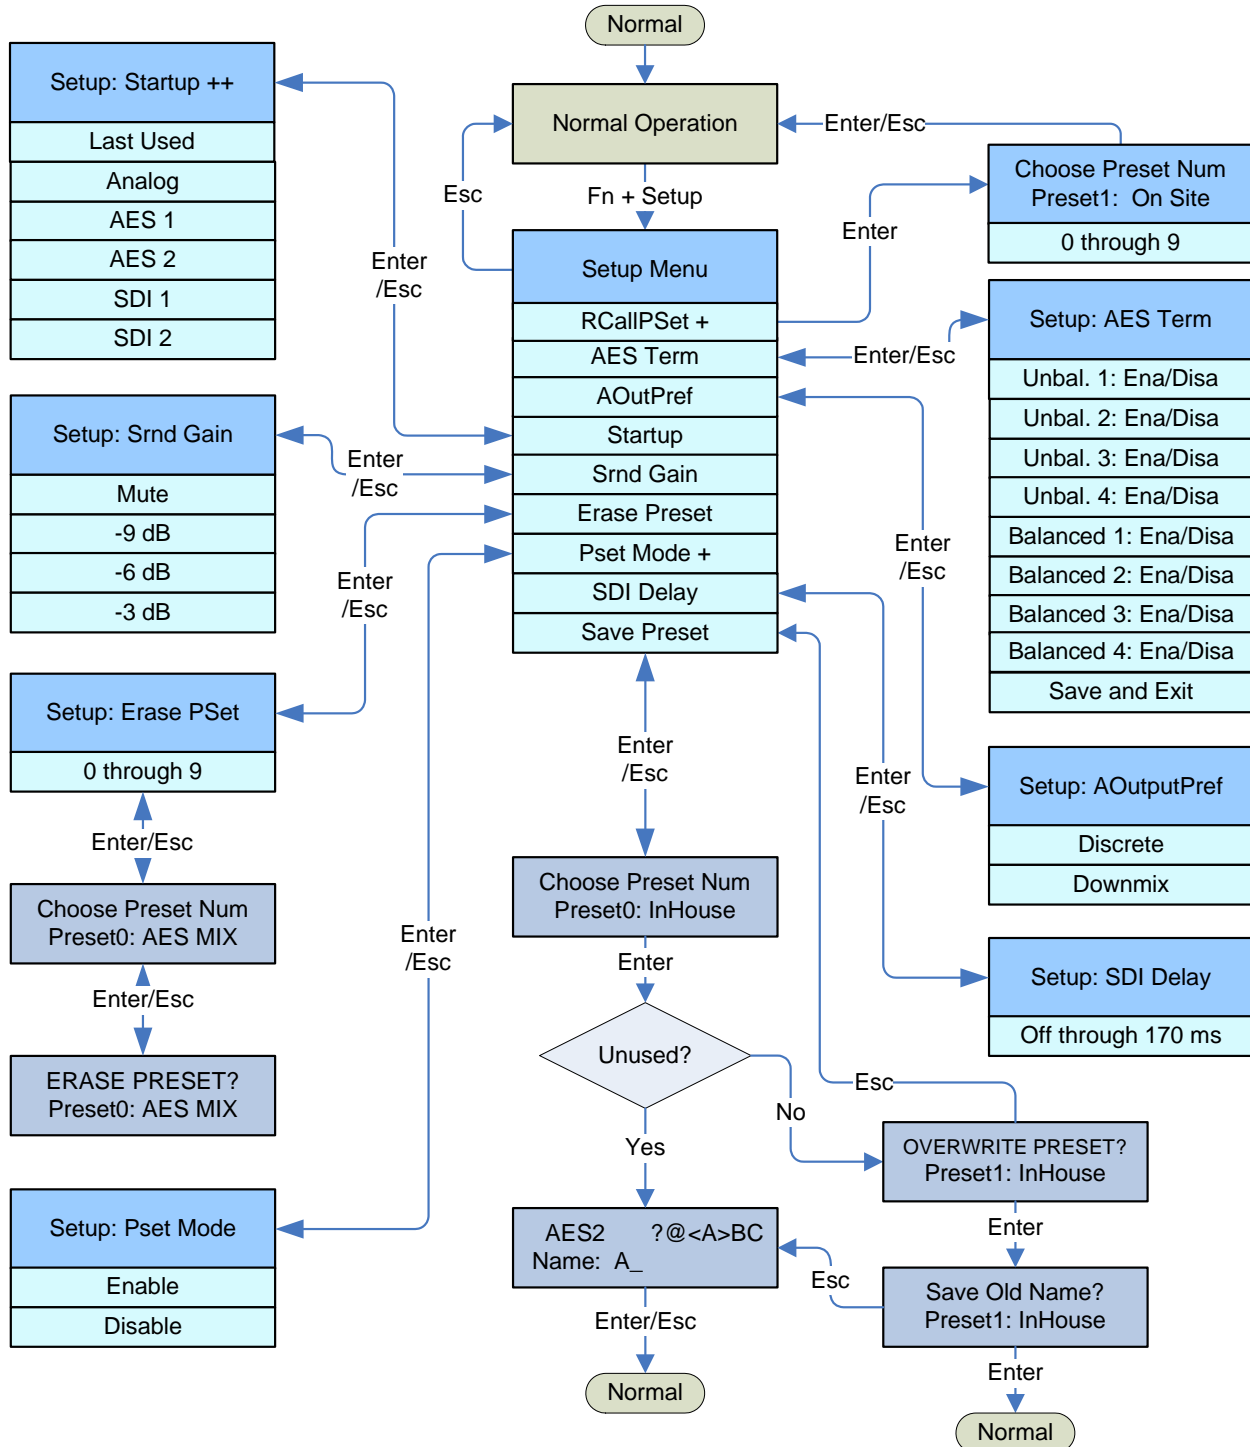 Normal
Normal Operation
Esc
Fn + Setup
Enter/Esc
Setup Menu
RCallPSet +
AES Term
AOutPref
Startup
Srnd Gain
Erase Preset
Pset Mode +
SDI Delay
Save Preset
Setup: Startup ++
Last Used
Analog
AES 1
AES 2
SDI 1
SDI 2
Enter
/Esc
Setup: Srnd Gain
Mute
-9 dB
-6 dB
-3 dB
Enter
/Esc
Setup: Erase PSet
0 through 9
Enter
/Esc
Enter/Esc
Choose Preset Num
Preset0: AES MIX
Enter/Esc
ERASE PRESET?
Preset0: AES MIX
Setup: Pset Mode
Enable
Disable
Enter
/Esc
Enter
Choose Preset Num
Preset1: On Site
0 through 9
Enter/Esc
Setup: AES Term
Unbal. 1: Ena/Disa
Unbal. 2: Ena/Disa
Unbal. 3: Ena/Disa
Unbal. 4: Ena/Disa
Balanced 1: Ena/Disa
Balanced 2: Ena/Disa
Balanced 3: Ena/Disa
Balanced 4: Ena/Disa
Save and Exit
Enter
/Esc
Setup: AOutputPref
Discrete
Downmix
Enter
/Esc
Setup: SDI Delay
Off through 170 ms
Enter
/Esc
Choose Preset Num
Preset0: InHouse
Enter
Unused?
Yes
No
Esc
OVERWRITE PRESET?
Preset1: InHouse
Enter
Save Old Name?
Preset1: InHouse
Esc
Enter
Normal
AES2 ?@<A>BC
Name: A_
Enter/Esc
Normal